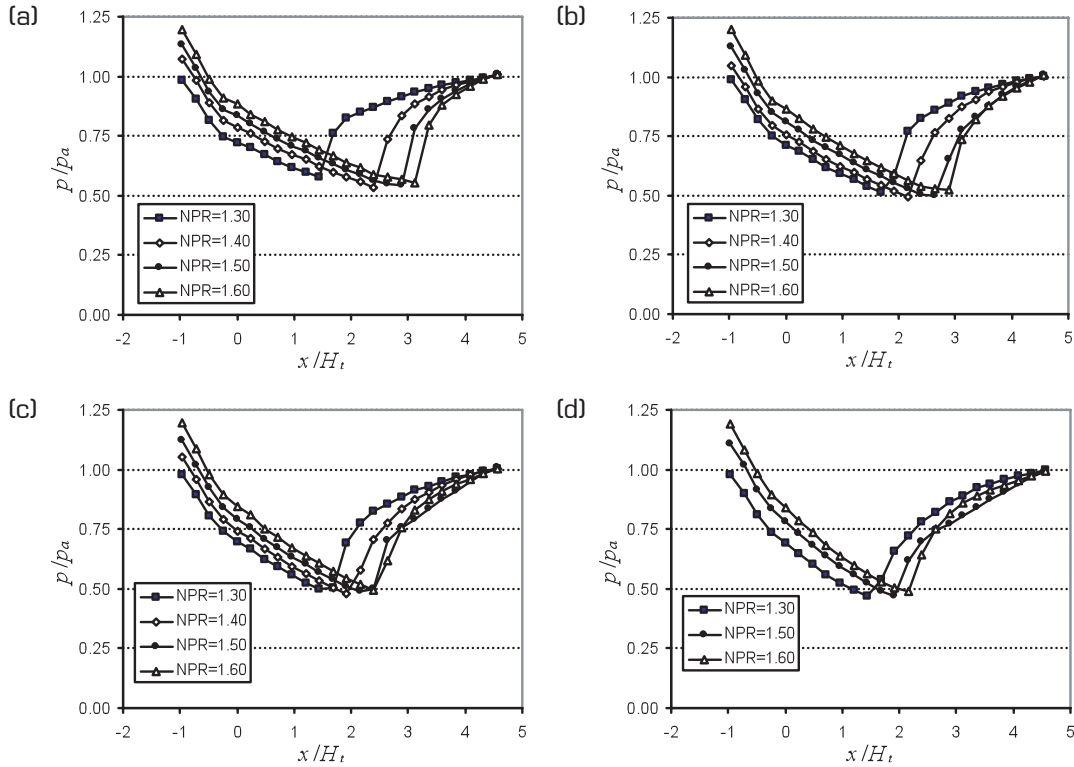 (a)
1.25
1.00
0.75
0.50
0.25
0.00
p/pa
NPR=1.30
NPR=1.40
NPR=1.50
NPR=1.60
-2 -1 0 1 2 3 4 5
x/Ht
(b)
1.25
1.00
0.75
0.50
0.25
0.00
p/pa
NPR=1.30
NPR=1.40
NPR=1.50
NPR=1.60
-2 -1 0 1 2 3 4 5
x/Ht
(c)
1.25
1.00
0.75
0.50
0.25
0.00
p/pa
NPR=1.30
NPR=1.40
NPR=1.50
NPR=1.60
-2 -1 0 1 2 3 4 5
x/Ht
(d)
1.25
1.00
0.75
0.50
0.25
0.00
p/pa
NPR=1.30
NPR=1.50
NPR=1.60
-2 -1 0 1 2 3 4 5
x/Ht